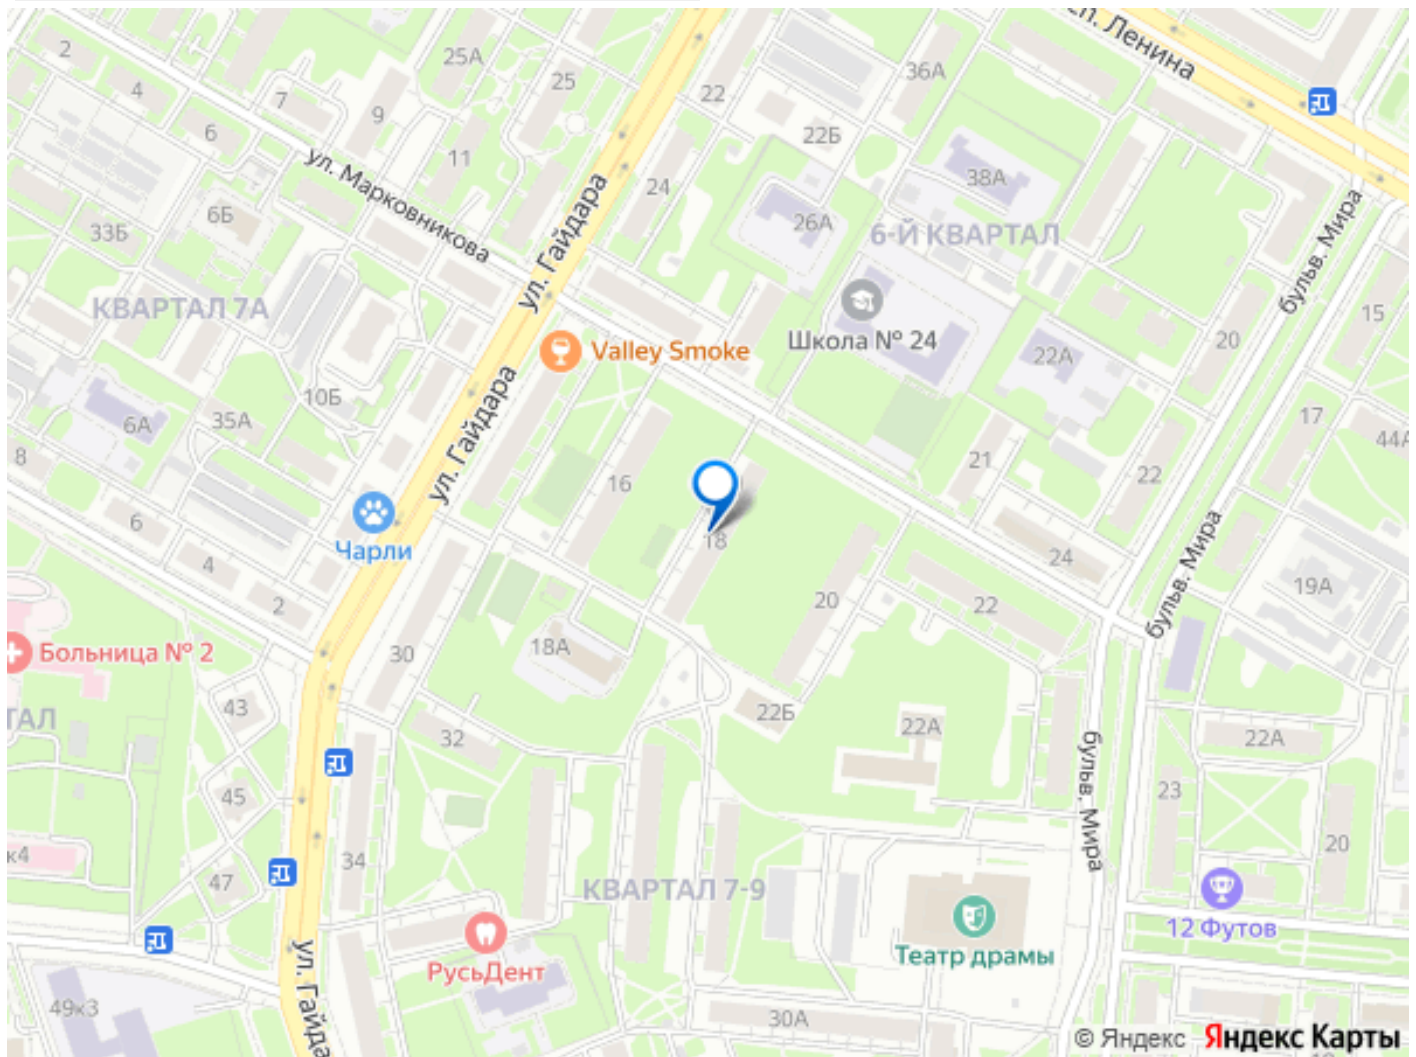 сп. Ленина
2
25А
25
36А
4
7
9
22
22Б
6
11
ул. Марковникова
24
38А
6Б
26А
33Б
6-Й КВАРТАЛ
бульв. Мира
ул. Гайдара
КВАРТАЛ 7А
15
Школа № 24
20
Valley Smoke
22А
10Б
ул. Гайдара
17
35А
6А
44А
8
21
22
16
6
Чарли
18
24
бульв. Мира
4
19А
2
20
22
Больница № 2
30
18А
ТАЛ
43
22Б
22А
32
22А
бульв. Мира
45
23
к4
34
20
47
КВАРТАЛ 7-9
12 Футов
РусьДент
Театр драмы
ул. Гайда
49к3
30А
© Яндекс Яндекс Карты